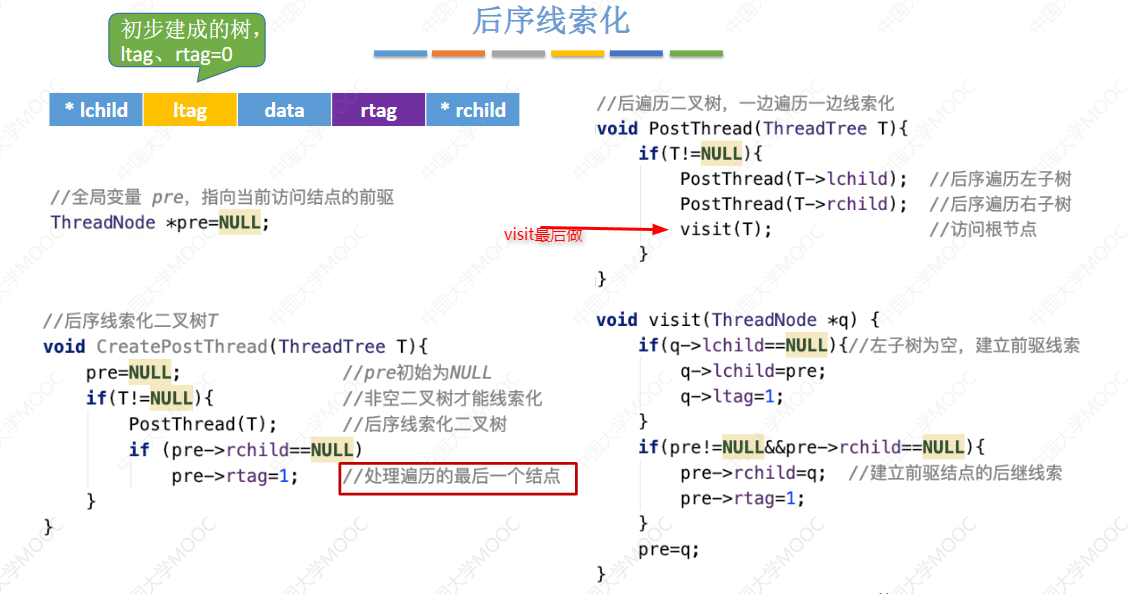 后序线索化
初步建成的树，
ltag、rtag=0
* lchild ltag data rtag * rchild
//全局变量 pre，指向当前访问结点的前驱
ThreadNode *pre=NULL;
//后序线索化二叉树T
void CreatePostThread(ThreadTree T){
pre=NULL; //pre初始为NULL
if(T!=NULL){ //非空二叉树才能线索化
PostThread(T); //后序线索化二叉树
if (pre->rchild==NULL)
pre->rtag=1; //处理遍历的最后一个结点
}
}
//后遍历二叉树，一边遍历一边线索化
void PostThread(ThreadTree T){
if(T!=NULL){
PostThread(T->lchild); //后序遍历左子树
PostThread(T->rchild); //后序遍历右子树
visit(T); //访问根节点
}
}
visit最后做
void visit(ThreadNode *q) {
if(q->lchild==NULL){//左子树为空，建立前驱线索
q->lchild=pre;
q->ltag=1;
}
if(pre!=NULL&&pre->rchild==NULL){
pre->rchild=q; //建立前驱结点的后继线索
pre->rtag=1;
}
pre=q;
}
中国大学MOOC